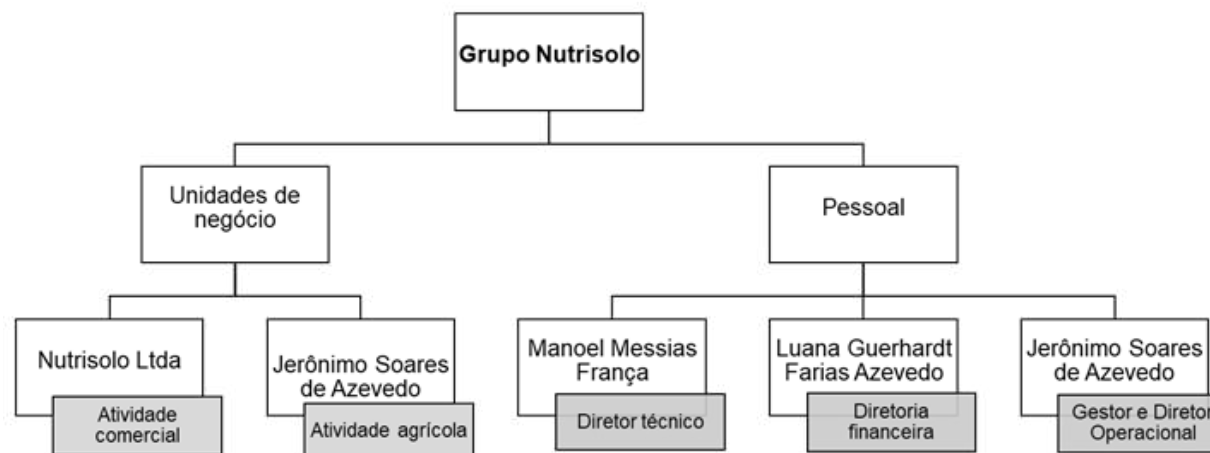 Grupo Nutrisolo
Unidades de
negócio
Pessoal
Nutrisolo Ltda
Atividade
comercial
Jerônimo Soares
de Azevedo
Atividade agrícola
Manoel Messias
França
Diretor técnico
Luana Guerhardt
Farias Azevedo
Diretoria
financeira
Jerônimo Soares
de Azevedo
Gestor e Diretor
Operacional